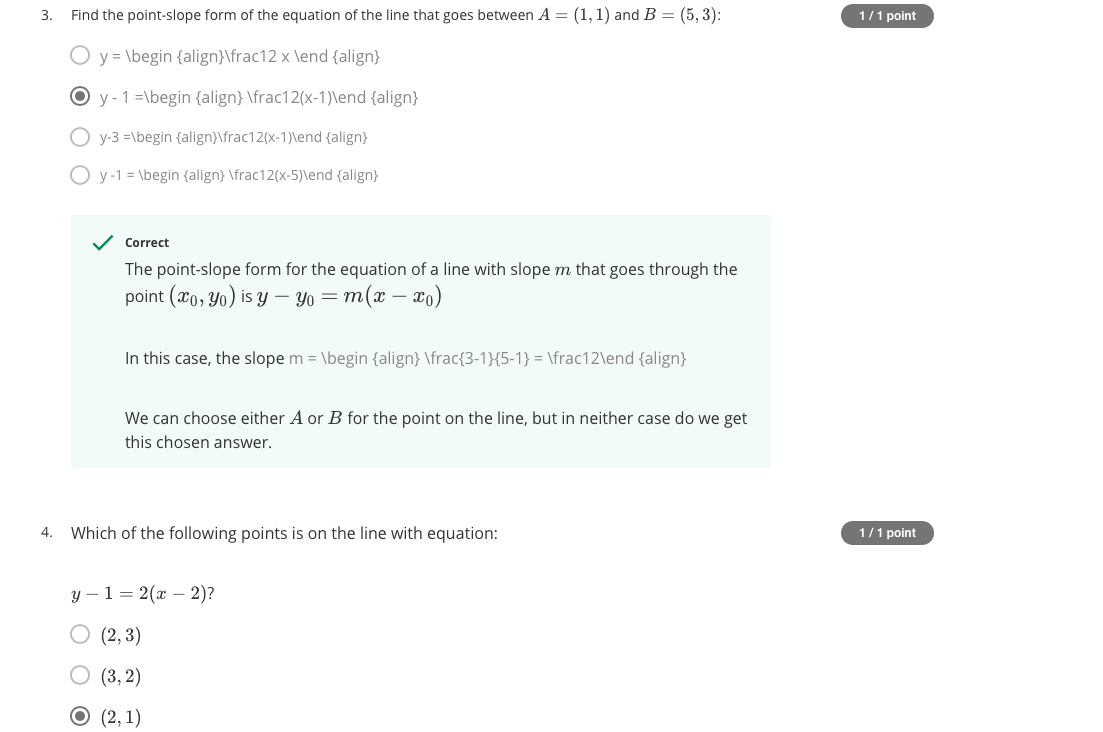 3. Find the point-slope form of the equation of the line that goes between A = (1, 1) and B = (5, 3): 1 / 1 point
y = \begin {align}\frac12 x \end {align}
y - 1 =\begin {align} \frac12(x-1)\end {align}
y-3 =\begin {align}\frac12(x-1)\end {align}
y -1 = \begin {align} \frac12(x-5)\end {align}
Correct
The point-slope form for the equation of a line with slope m that goes through the
point (x₀, y₀) is y − y₀ = m(x − x₀)
In this case, the slope m = \begin {align} \frac{3-1}{5-1} = \frac12\end {align}
We can choose either A or B for the point on the line, but in neither case do we get
this chosen answer.
4. Which of the following points is on the line with equation: 1 / 1 point
y − 1 = 2(x − 2)?
(2, 3)
(3, 2)
(2, 1)